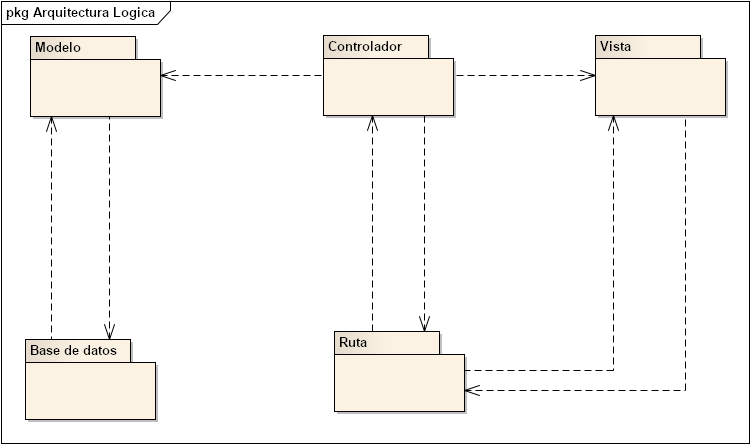 pkg Arquitectura Logica
Modelo
Controlador
Vista
Base de datos
Ruta